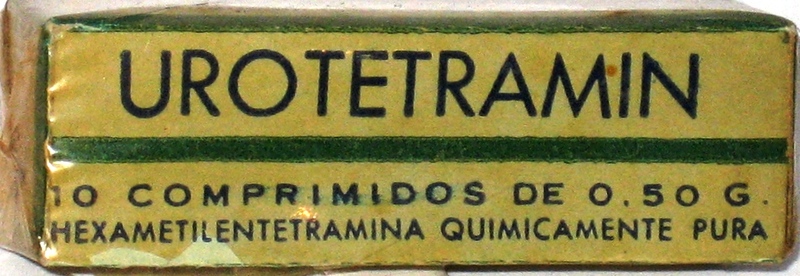 UROTETRAMIN
10 COMPRIMIDOS DE 0.50 G.
HEXAMETILENTETRAMINA QUIMICAMENTE PURA